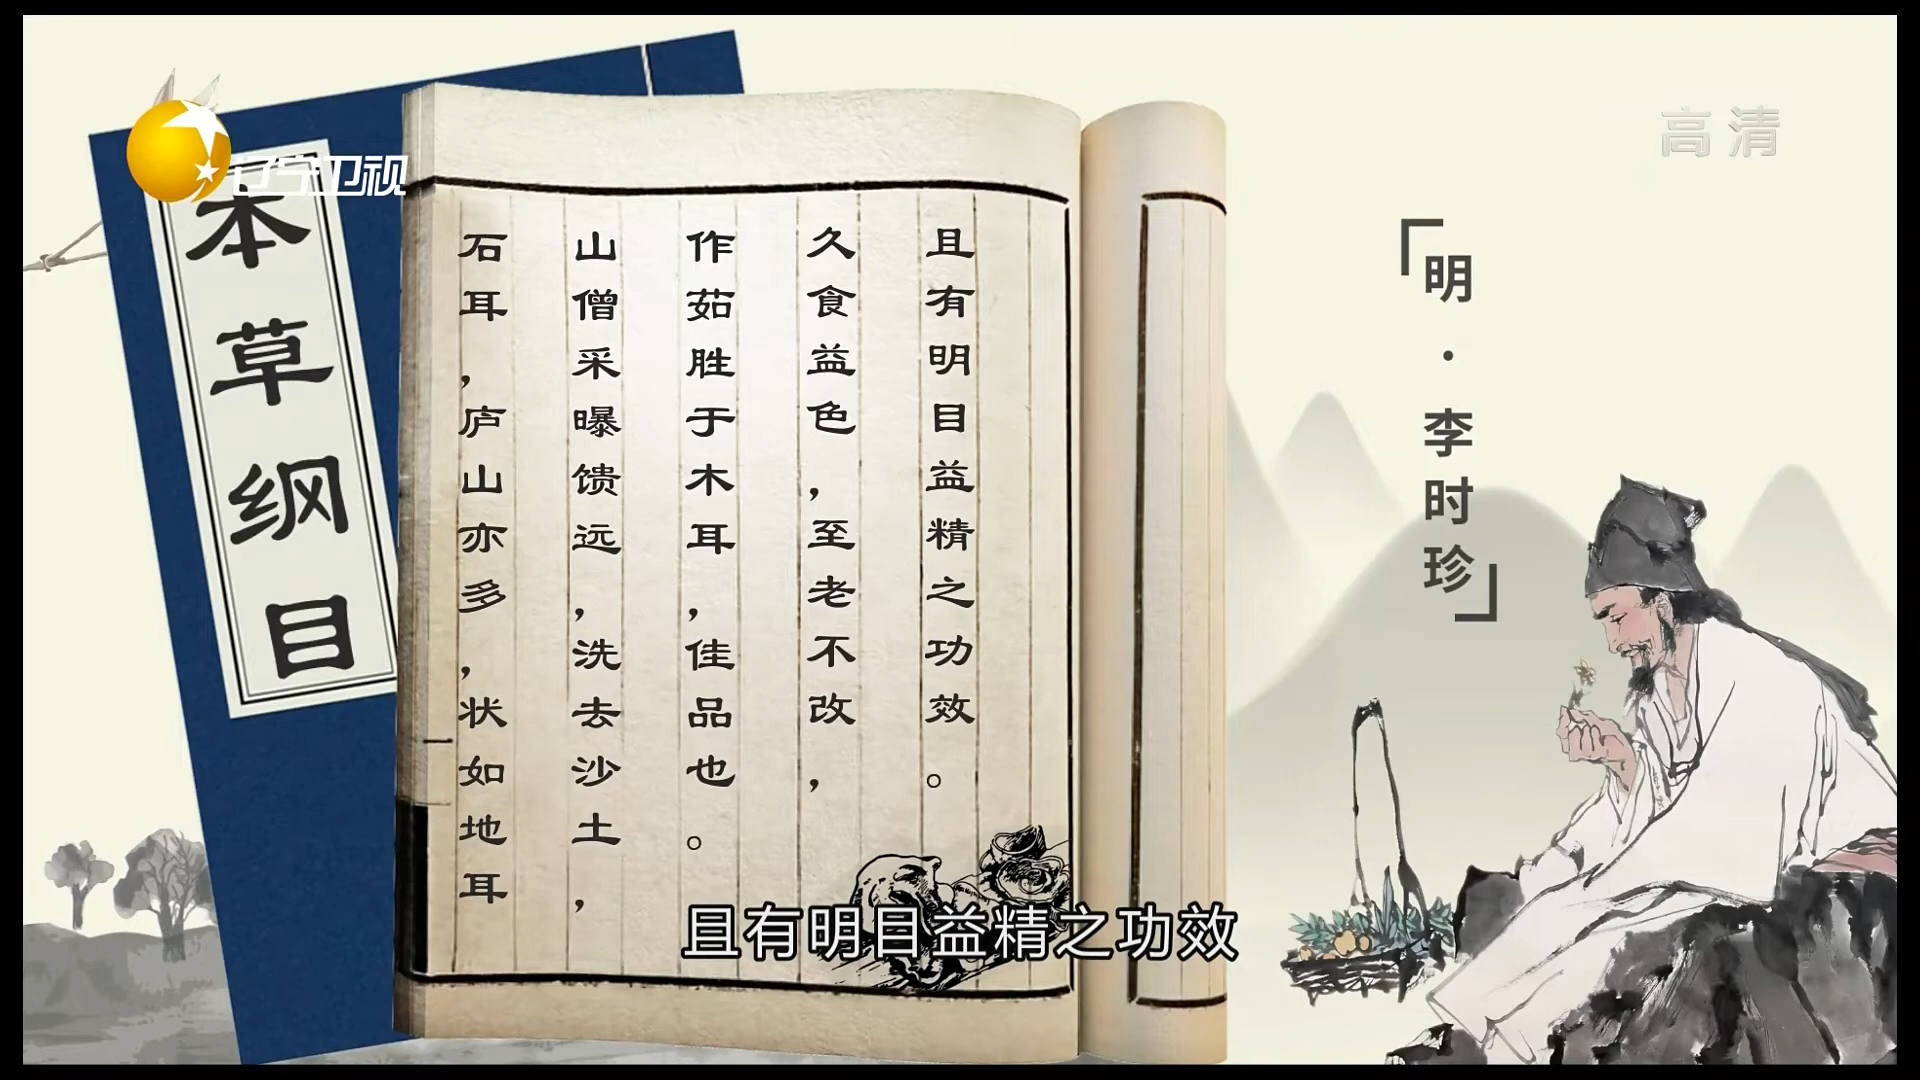 辽宁卫视
高清
本草纲目
石耳，庐山亦多，状如地耳
山僧采曝馈远，洗去沙土，
作茹胜于木耳，佳品也。
久食益色，至老不改，
且有明目益精之功效。
「明·李时珍」
且有明目益精之功效